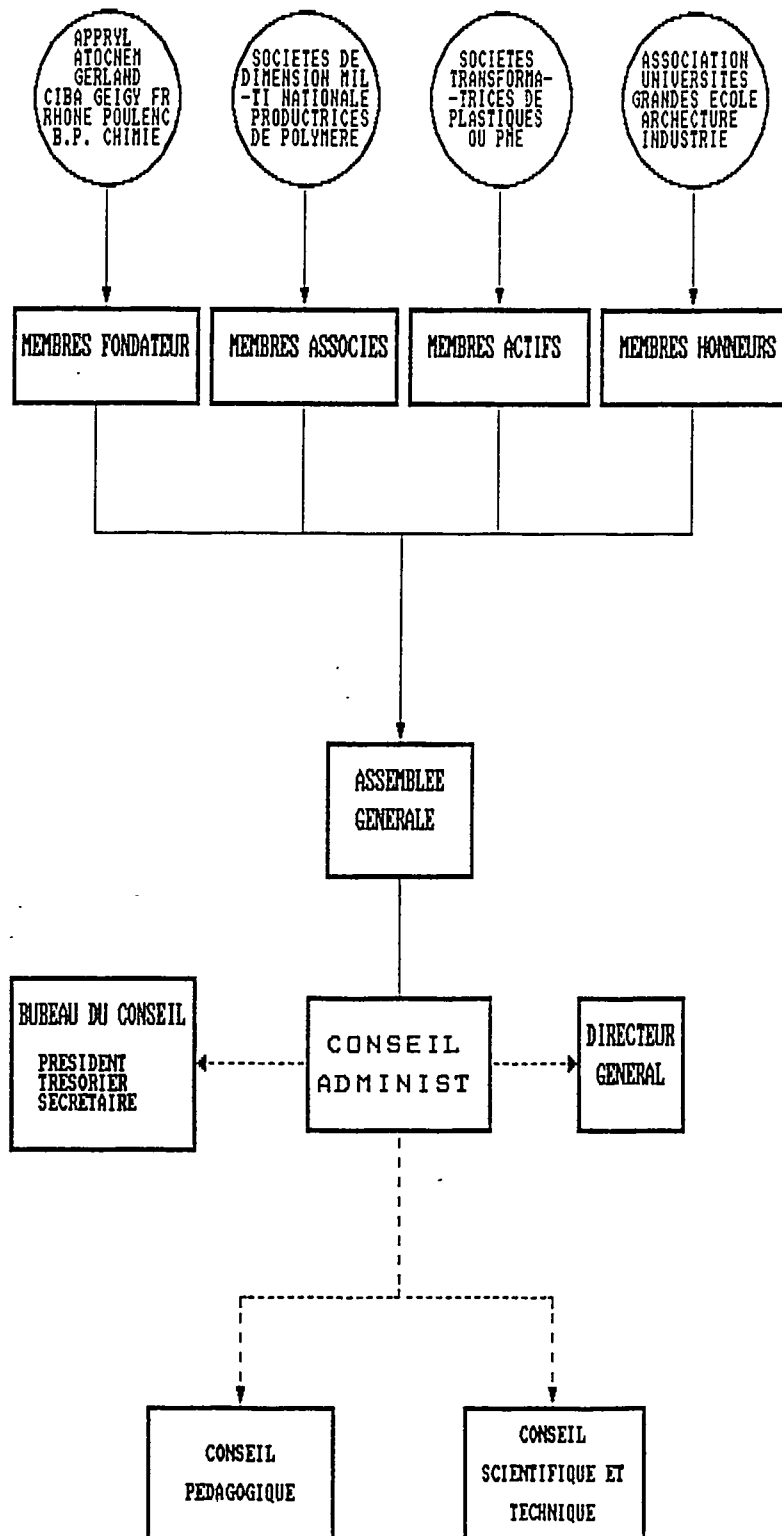 APPRYL
ATOCHEM
GERLAND
CIBA GEIGY FR
RHONE POULENC
B.P. CHIMIE
SOCIETES DE
DIMENSION MIL
-TI NATIONALE
PRODUCTRICES
DE POLYMERE
SOCIETES
TRANSFORMA-
-TRICES DE
PLASTIQUES
OU PME
ASSOCIATION
UNIVERSITES
GRANDES ECOLE
ARCHECTURE
INDUSTRIE
MEMBRES FONDATEUR
MEMBRES ASSOCIES
MEMBRES ACTIFS
MEMBRES HONNEURS
ASSEMBLEE
GENERALE
BUBEAU DU CONSEIL
PRESIDENT
TRESORIER
SECRETAIRE
CONSEIL
ADMINIST
DIRECTEUR
GENERAL
CONSEIL
PEDAGOGIQUE
CONSEIL
SCIENTIFIQUE ET
TECHNIQUE